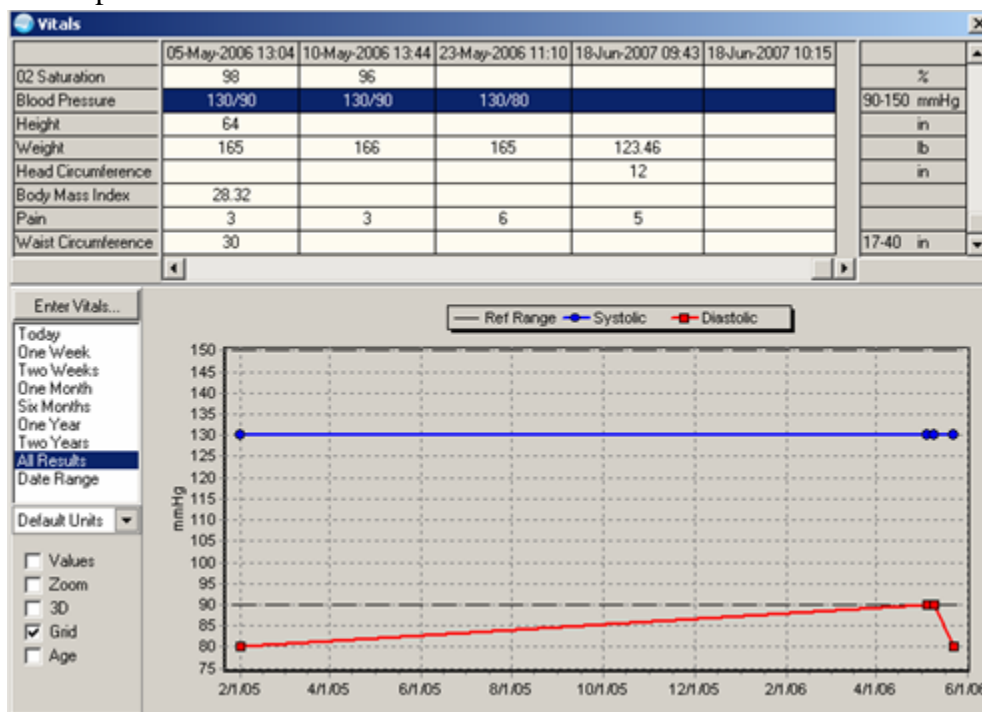 Vitals
05-May-2006 13:04 10-May-2006 13:44 23-May-2006 11:10 18-Jun-2007 09:43 18-Jun-2007 10:15
02 Saturation 98 96 %
Blood Pressure 130/90 130/90 130/80 90-150 mmHg
Height 64 in
Weight 165 166 165 123.46 lb
Head Circumference 12 in
Body Mass Index 28.32
Pain 3 3 6 5
Waist Circumference 30 17-40 in
Enter Vitals...
Today
One Week
Two Weeks
One Month
Six Months
One Year
Two Years
All Results
Date Range
Default Units
Values
Zoom
3D
Grid
Age
Ref Range Systolic Diastolic
150
145
140
135
130
125
120
115
110
105
100
95
90
85
80
75
mmHg
2/1/05 4/1/05 6/1/05 8/1/05 10/1/05 12/1/05 2/1/06 4/1/06 6/1/06